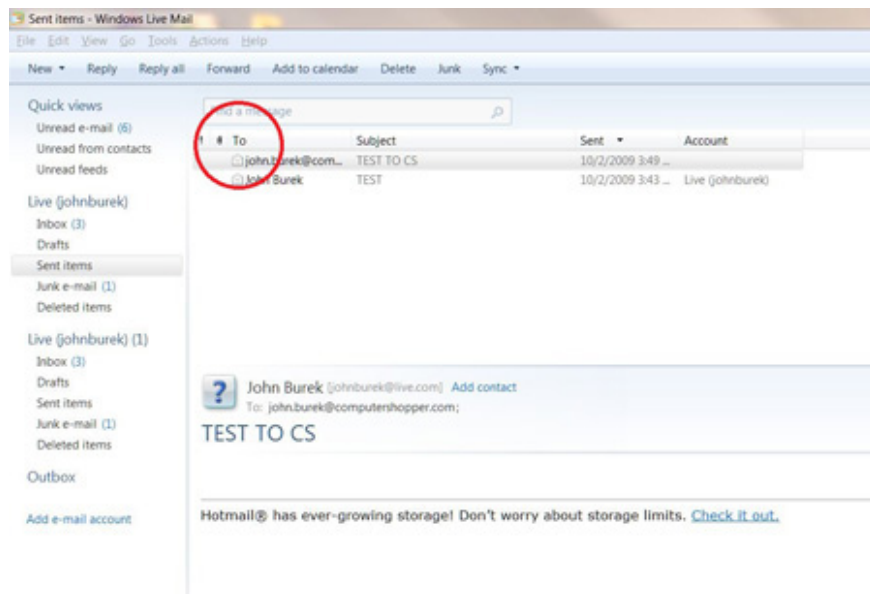 Sent items - Windows Live Mail
File Edit View Go Tools Actions Help
New Reply Reply all Forward Add to calendar Delete Junk Sync
Quick views
Unread e-mail (6)
Unread from contacts
Unread feeds
Live (johnburek)
Inbox (3)
Drafts
Sent items
Junk e-mail (1)
Deleted items
Live (johnburek) (1)
Inbox (3)
Drafts
Sent items
Junk e-mail (1)
Deleted items
Outbox
Add e-mail account
Find a message
! To Subject Sent Account
john.burek@com... TEST TO CS 10/2/2009 3:49 ...
John Burek TEST 10/2/2009 3:43 ... Live (johnburek)
John Burek [johnburek@live.com] Add contact
To: john.burek@computershopper.com;
TEST TO CS
Hotmail® has ever-growing storage! Don't worry about storage limits. Check it out.